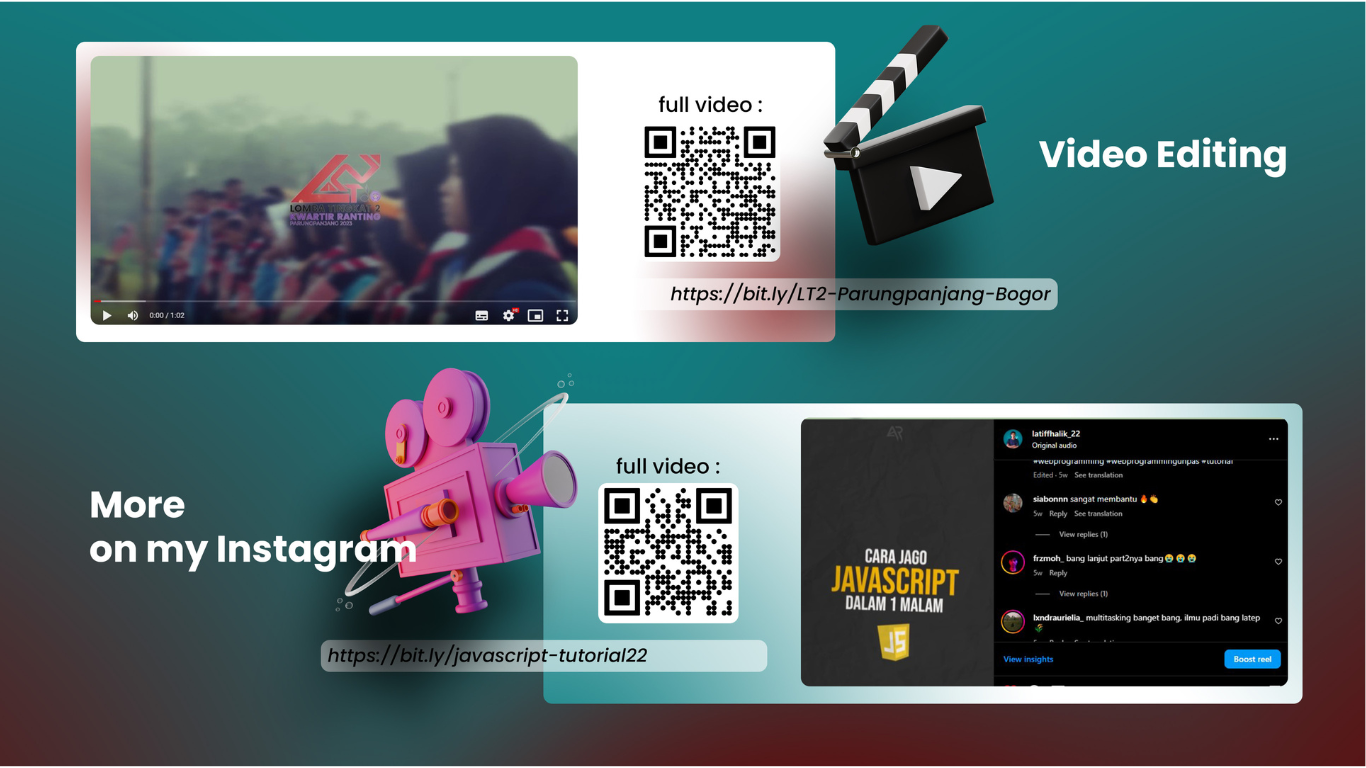 full video :
Video Editing
LOMBA TINGKAT 2
KWARTIR RANTING
PARUNGPANJANG 2023
https://bit.ly/LT2-Parungpanjang-Bogor
0:00 / 1:02
More
on my Instagram
full video :
https://bit.ly/javascript-tutorial22
CARA JAGO
JAVASCRIPT
DALAM 1 MALAM
JS
latiffhalik_22
Original audio
#webprogramming #webprogrammingunpas #tutorial
Edited · 5w See translation
siabonnn sangat membantu 🔥👏
5w Reply See translation
View replies (1)
frzmoh_ bang lanjut part2nya bang😭😭😭
5w Reply
View replies (1)
lxndraurielia_ multitasking banget bang, ilmu padi bang latep
🌾
View insights
Boost reel